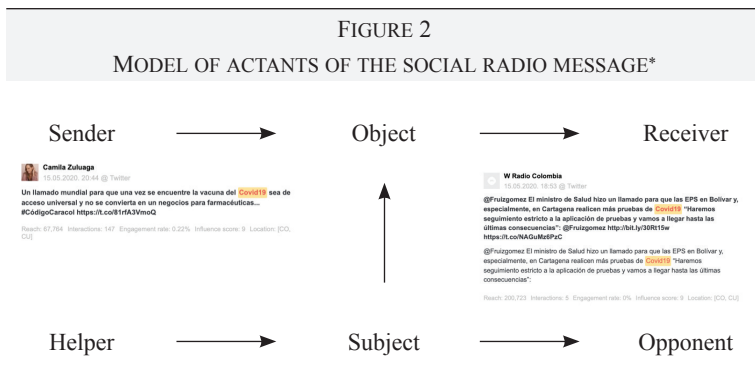 FIGURE 2
MODEL OF ACTANTS OF THE SOCIAL RADIO MESSAGE*
Sender Object Receiver
Camila Zuluaga
15.05.2020. 20:44 @ Twitter
Un llamado mundial para que una vez se encuentre la vacuna del Covid19 sea de
acceso universal y no se convierta en un negocios para farmacéuticas...
#CódigoCaracol https://t.co/81rfA3VmoQ
Reach: 67,764 Interactions: 147 Engagement rate: 0.22% Influence score: 9 Location: [CO,
CU]
W Radio Colombia
15.05.2020. 18:53 @ Twitter
@Fruizgomez El ministro de Salud hizo un llamado para que las EPS en Bolívar y,
especialmente, en Cartagena realicen más pruebas de Covid19 "Haremos
seguimiento estricto a la aplicación de pruebas y vamos a llegar hasta las
últimas consecuencias": @Fruizgomez http://bit.ly/30Rt15w
https://t.co/NAGuMz6PzC
@Fruizgomez El ministro de Salud hizo un llamado para que las EPS en Bolívar y,
especialmente, en Cartagena realicen más pruebas de Covid19 "Haremos
seguimiento estricto a la aplicación de pruebas y vamos a llegar hasta las últimas
consecuencias":
Reach: 200,723 Interactions: 5 Engagement rate: 0% Influence score: 9 Location: [CO, CU]
Helper Subject Opponent